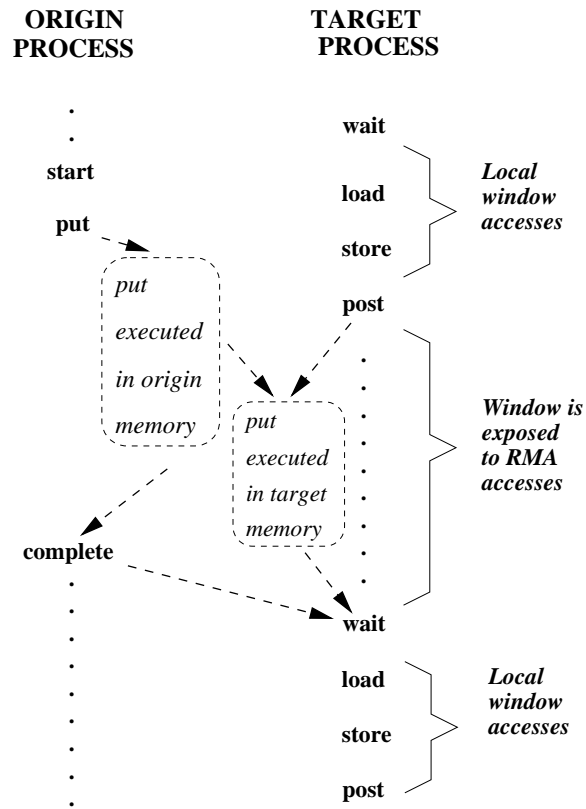 ORIGIN
PROCESS
TARGET
PROCESS
wait
start
put
load
store
Local
window
accesses
put
executed
in origin
memory
post
put
executed
in target
memory
Window is
exposed
to RMA
accesses
complete
wait
load
store
post
Local
window
accesses